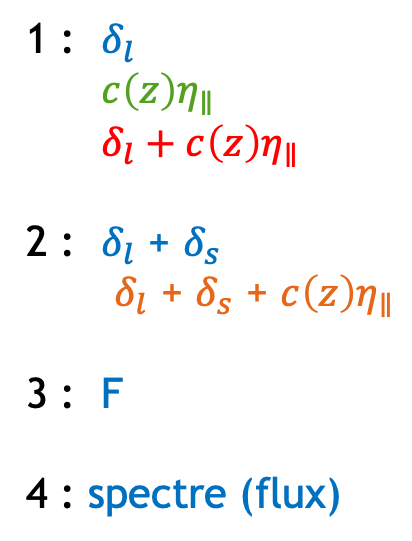 1 : δ_l
c(z)η_∥
δ_l + c(z)η_∥
2 : δ_l + δ_s
δ_l + δ_s + c(z)η_∥
3 : F
4 : spectre (flux)